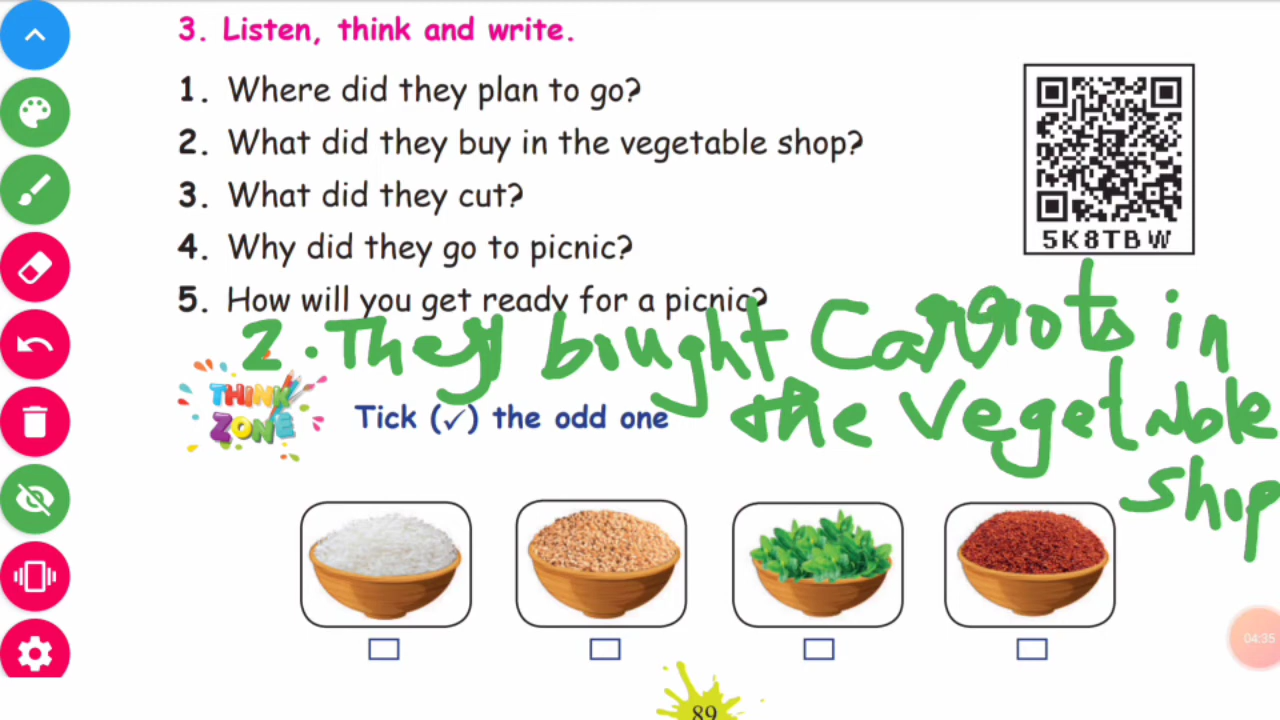 3. Listen, think and write.
1. Where did they plan to go?
2. What did they buy in the vegetable shop?
3. What did they cut?
4. Why did they go to picnic?
5. How will you get ready for a picnic?
5K8TBW
2. They bought Carrots in
the Vegetable
shop
THINK
ZONE
Tick (✓) the odd one
04:35
89